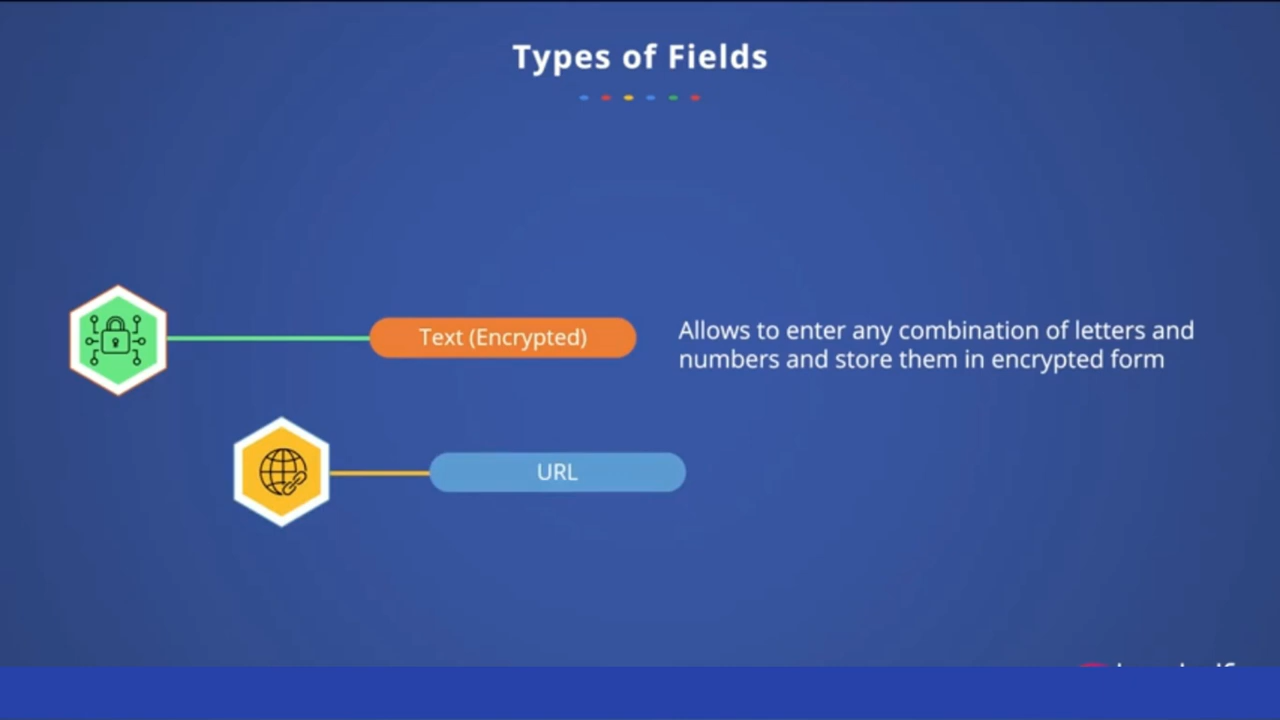 Types of Fields
Text (Encrypted)
Allows to enter any combination of letters and
numbers and store them in encrypted form
URL